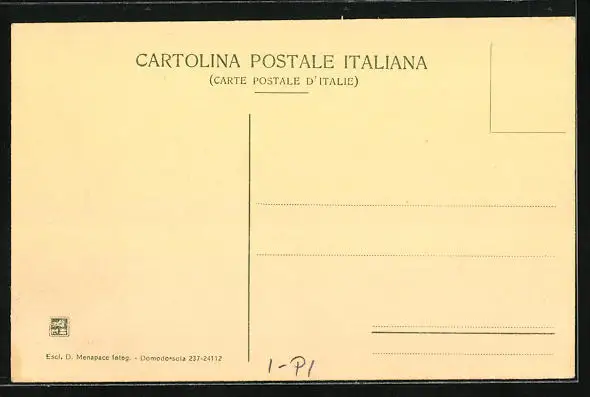 CARTOLINA POSTALE ITALIANA
(CARTE POSTALE D'ITALIE)
Escl. D. Menapace fotog. - Domodossola 237-24112
1-P1